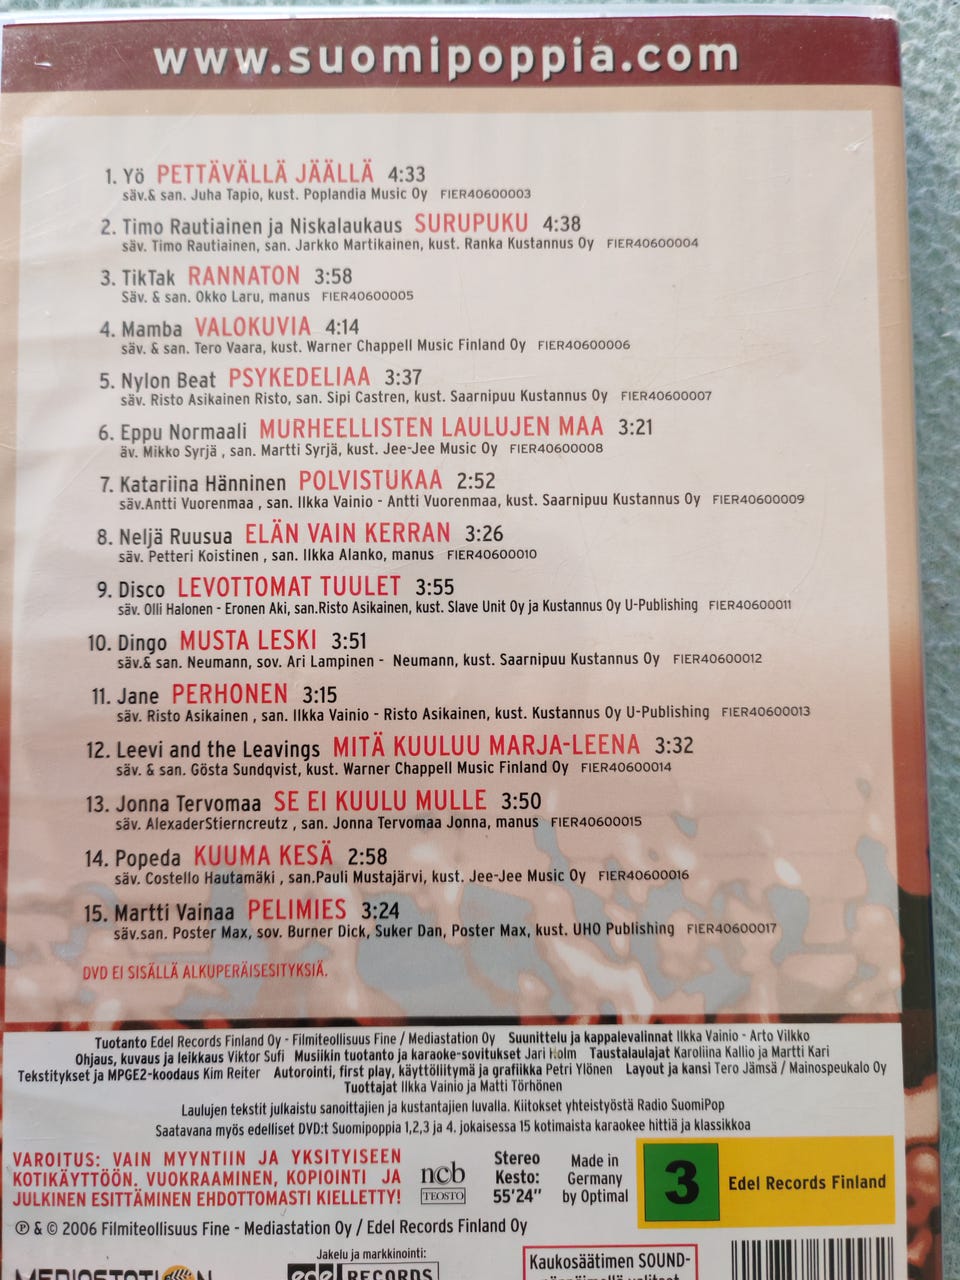 www.suomipoppia.com
1. Yö PETTÄVÄLLÄ JÄÄLLÄ 4:33
säv.& san. Juha Tapio, kust. Poplandia Music Oy FIER40600003
2. Timo Rautiainen ja Niskalaukaus SURUPUKU 4:38
säv. Timo Rautiainen, san. Jarkko Martikainen, kust. Ranka Kustannus Oy FIER40600004
3. TikTak RANNATON 3:58
Säv. & san. Okko Laru, manus FIER40600005
4. Mamba VALOKUVIA 4:14
säv. & san. Tero Vaara, kust. Warner Chappell Music Finland Oy FIER40600006
5. Nylon Beat PSYKEDELIAA 3:37
säv. Risto Asikainen Risto, san. Sipi Castren, kust. Saarnipuu Kustannus Oy FIER40600007
6. Eppu Normaali MURHEELLISTEN LAULUJEN MAA 3:21
äv. Mikko Syrjä , san. Martti Syrjä, kust. Jee-Jee Music Oy FIER40600008
7. Katariina Hänninen POLVISTUKAA 2:52
säv.Antti Vuorenmaa , san. Ilkka Vainio - Antti Vuorenmaa, kust. Saarnipuu Kustannus Oy FIER40600009
8. Neljä Ruusua ELÄN VAIN KERRAN 3:26
säv. Petteri Koistinen , san. Ilkka Alanko, manus FIER40600010
9. Disco LEVOTTOMAT TUULET 3:55
säv. Olli Halonen - Eronen Aki, san.Risto Asikainen, kust. Slave Unit Oy ja Kustannus Oy U-Publishing FIER40600011
10. Dingo MUSTA LESKI 3:51
säv.& san. Neumann, sov. Ari Lampinen - Neumann, kust. Saarnipuu Kustannus Oy FIER40600012
11. Jane PERHONEN 3:15
säv. Risto Asikainen , san. Ilkka Vainio - Risto Asikainen, kust. Kustannus Oy U-Publishing FIER40600013
12. Leevi and the Leavings MITÄ KUULUU MARJA-LEENA 3:32
säv. & san. Gösta Sundqvist, kust. Warner Chappell Music Finland Oy FIER40600014
13. Jonna Tervomaa SE EI KUULU MULLE 3:50
säv. AlexaderStierncreutz , san. Jonna Tervomaa Jonna, manus FIER40600015
14. Popeda KUUMA KESÄ 2:58
säv. Costello Hautamäki , san.Pauli Mustajärvi, kust. Jee-Jee Music Oy FIER40600016
15. Martti Vainaa PELIMIES 3:24
säv.san. Poster Max, sov. Burner Dick, Suker Dan, Poster Max, kust. UHO Publishing FIER40600017
DVD EI SISÄLLÄ ALKUPERÄISESITYKSIÄ.
Tuotanto Edel Records Finland Oy - Filmiteollisuus Fine / Mediastation Oy Suunittelu ja kappalevalinnat Ilkka Vainio - Arto Vilkko
Ohjaus, kuvaus ja leikkaus Viktor Sufi Musiikin tuotanto ja karaoke-sovitukset Jari Holm Taustalaulajat Karoliina Kallio ja Martti Kari
Tekstitykset ja MPGE2-koodaus Kim Reiter Autorointi, first play, käyttöliitymä ja grafiikka Petri Ylönen Layout ja kansi Tero Jämsä / Mainospeukalo Oy
Tuottajat Ilkka Vainio ja Matti Törhönen
Laulujen tekstit julkaistu sanoittajien ja kustantajien luvalla. Kiitokset yhteistyöstä Radio SuomiPop
Saatavana myös edelliset DVD:t Suomipoppia 1,2,3 ja 4. jokaisessa 15 kotimaista karaokee hittiä ja klassikkoa
VAROITUS: VAIN MYYNTIIN JA YKSITYISEEN
KOTIKÄYTTÖÖN. VUOKRAAMINEN, KOPIOINTI JA
JULKINEN ESITTÄMINEN EHDOTTOMASTI KIELLETTY!
ncb
TEOSTO
Stereo
Kesto:
55'24"
Made in
Germany
by Optimal
3
Edel Records Finland
℗ & © 2006 Filmiteollisuus Fine - Mediastation Oy / Edel Records Finland Oy
Jakelu ja markkinointi:
MEDIASTATION
edel RECORDS
Kaukosäätimen SOUND-